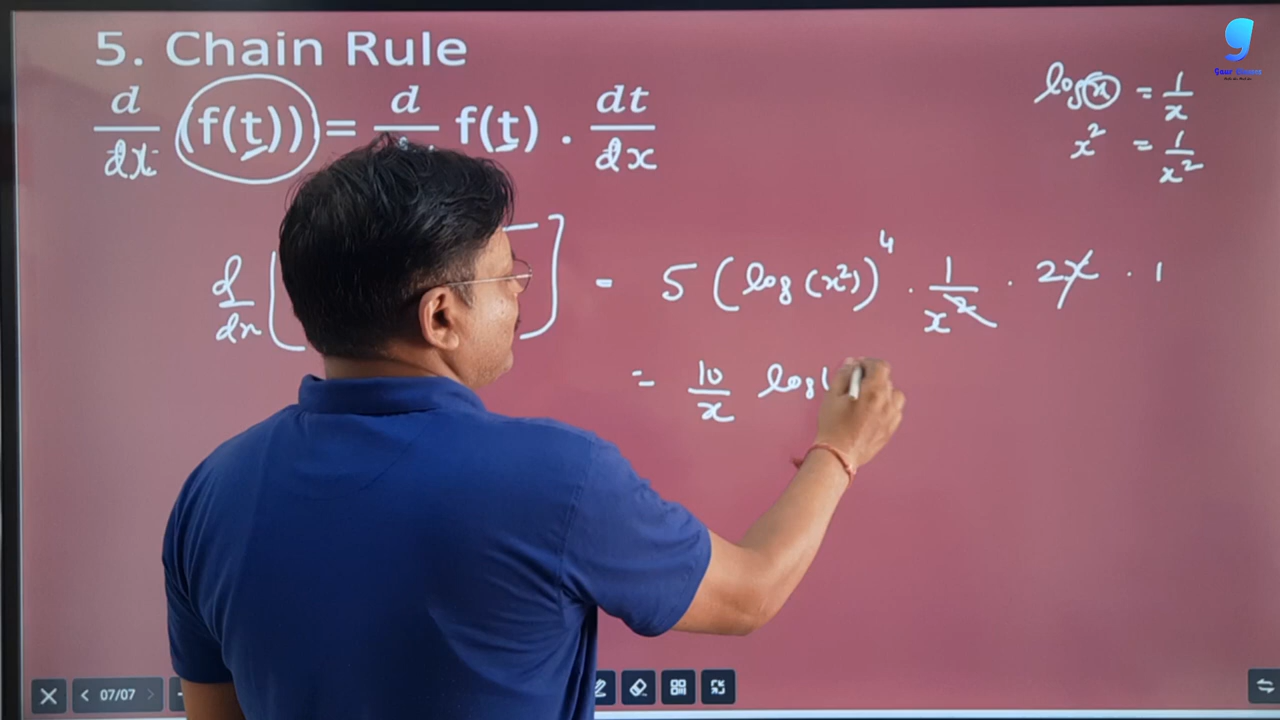 5. Chain Rule
d/dx (f(t)) = d/ f(t) . dt/dx
log(x) = 1/x
x² = 1/x²
d/dx [ ] = 5 (log(x²))⁴ . 1/x² . 2x . 1
= 10/x log(
07/07